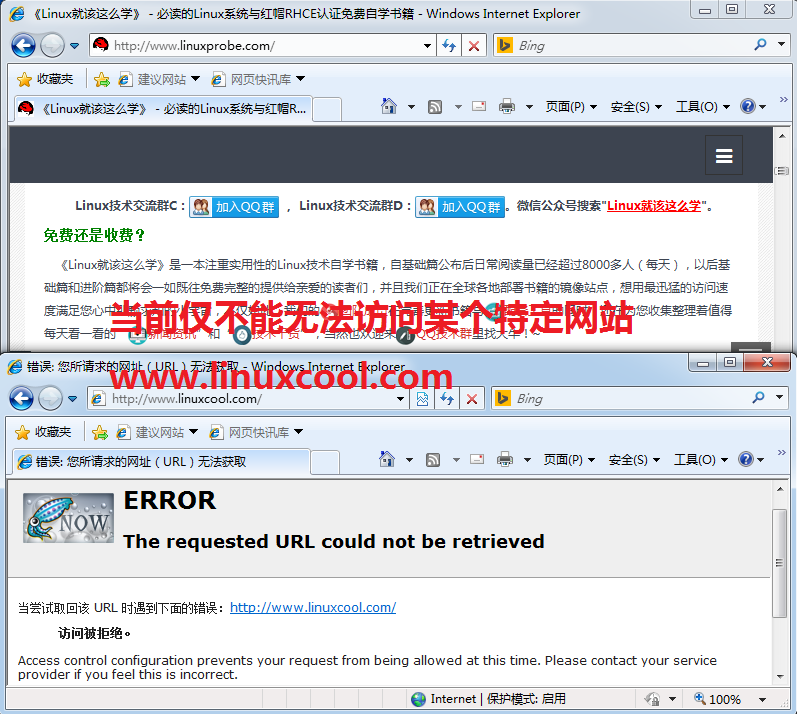 《Linux就该这么学》 - 必读的Linux系统与红帽RHCE认证免费自学书籍 - Windows Internet Explorer
http://www.linuxprobe.com/
Bing
收藏夹 建议网站 网页快讯库
《Linux就该这么学》 - 必读的Linux系统与红帽R...
页面(P) 安全(S) 工具(O)
Linux技术交流群C： 加入QQ群 ， Linux技术交流群D： 加入QQ群 。微信公众号搜索"Linux就该这么学"。
免费还是收费？
《Linux就该这么学》是一本注重实用性的Linux技术自学书籍，自基础篇公布后日常阅读量已经超过8000多人（每天），以后基
础篇和进阶篇都将会一如既往免费完整的提供给亲爱的读者们，并且我们正在全球各地部署书籍的镜像站点，想用最迅猛的访问速
度满足您心中
为您收集整理着值得
每天看一看的 "新闻资讯" 和 "技术干货" ，当然也欢迎来QQ技术群里找大牛！~
当前仅不能无法访问某个特定网站
www.linuxcool.com
错误: 您所请求的网址（URL）无法获取 - Windows Internet Explorer
http://www.linuxcool.com/
Bing
收藏夹 建议网站 网页快讯库
错误: 您所请求的网址（URL）无法获取
页面(P) 安全(S) 工具(O)
NOW
ERROR
The requested URL could not be retrieved
当尝试取回该 URL 时遇到下面的错误：http://www.linuxcool.com/
访问被拒绝。
Access control configuration prevents your request from being allowed at this time. Please contact your service
provider if you feel this is incorrect.
Internet | 保护模式: 启用
100%